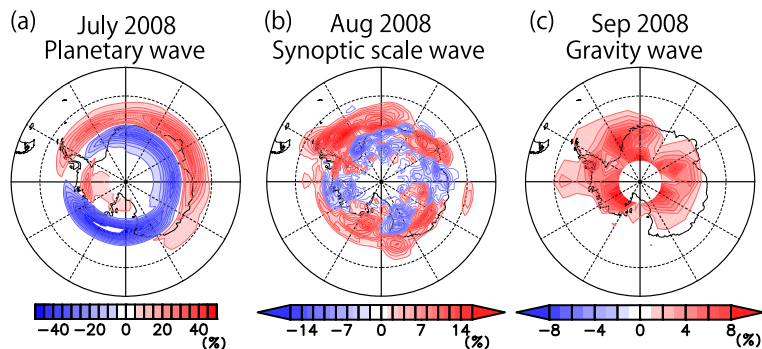 (a) July 2008
Planetary wave
(b) Aug 2008
Synoptic scale wave
(c) Sep 2008
Gravity wave
-40 -20 0 20 40
(%)
-14 -7 0 7 14
(%)
-8 -4 0 4 8
(%)